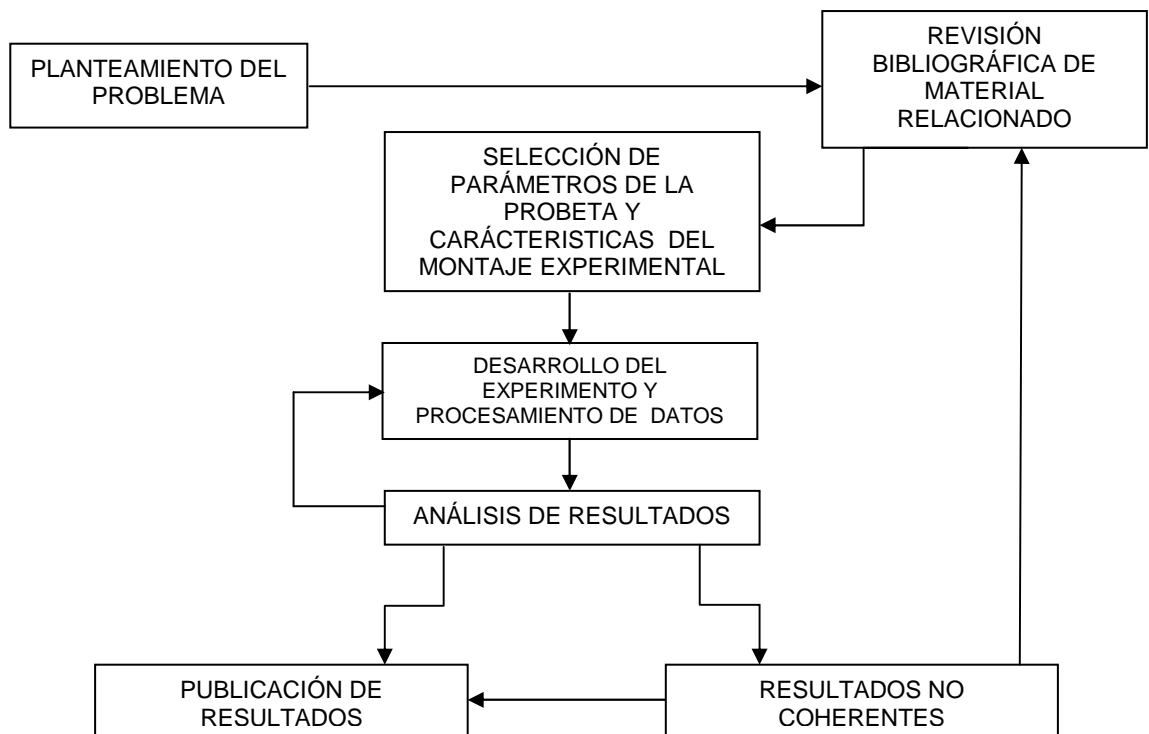 PLANTEAMIENTO DEL
PROBLEMA
REVISIÓN
BIBLIOGRÁFICA DE
MATERIAL
RELACIONADO
SELECCIÓN DE
PARÁMETROS DE LA
PROBETA Y
CARÁCTERISTICAS DEL
MONTAJE EXPERIMENTAL
DESARROLLO DEL
EXPERIMENTO Y
PROCESAMIENTO DE DATOS
ANÁLISIS DE RESULTADOS
PUBLICACIÓN DE
RESULTADOS
RESULTADOS NO
COHERENTES